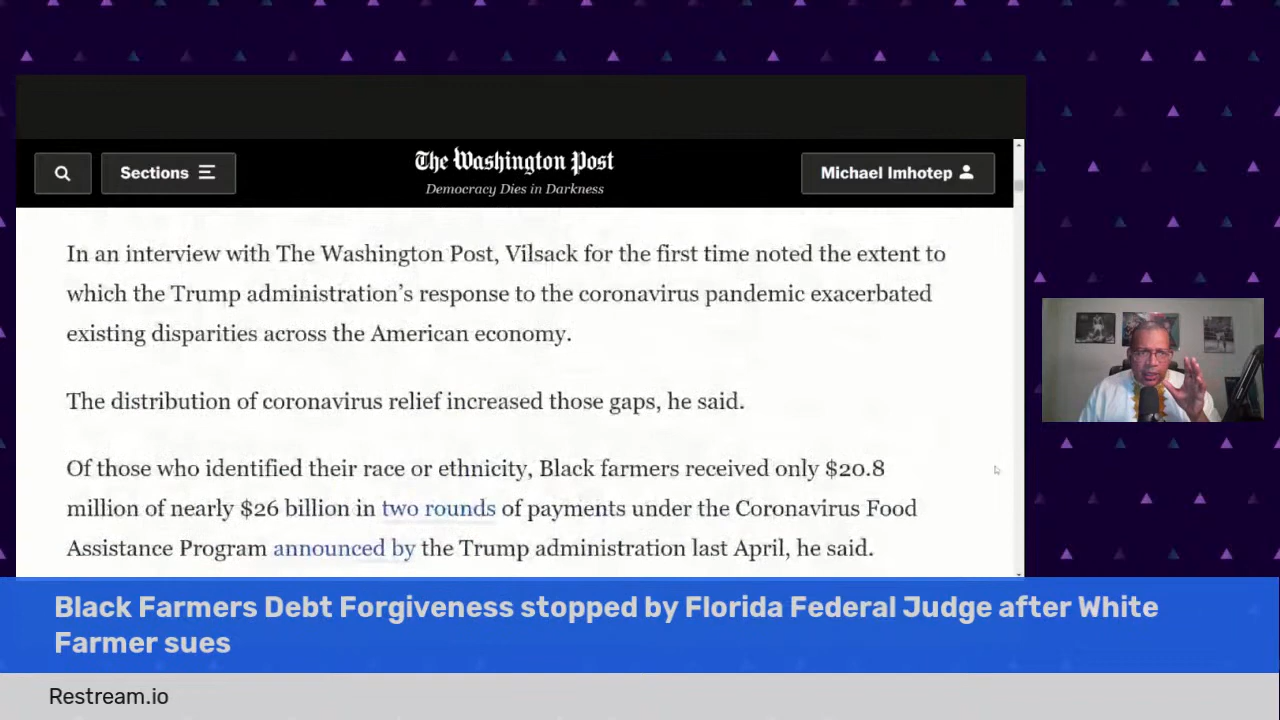 Sections
The Washington Post
Democracy Dies in Darkness
Michael Imhotep
In an interview with The Washington Post, Vilsack for the first time noted the extent to
which the Trump administration's response to the coronavirus pandemic exacerbated
existing disparities across the American economy.
The distribution of coronavirus relief increased those gaps, he said.
Of those who identified their race or ethnicity, Black farmers received only $20.8
million of nearly $26 billion in two rounds of payments under the Coronavirus Food
Assistance Program announced by the Trump administration last April, he said.
Black Farmers Debt Forgiveness stopped by Florida Federal Judge after White
Farmer sues
Restream.io